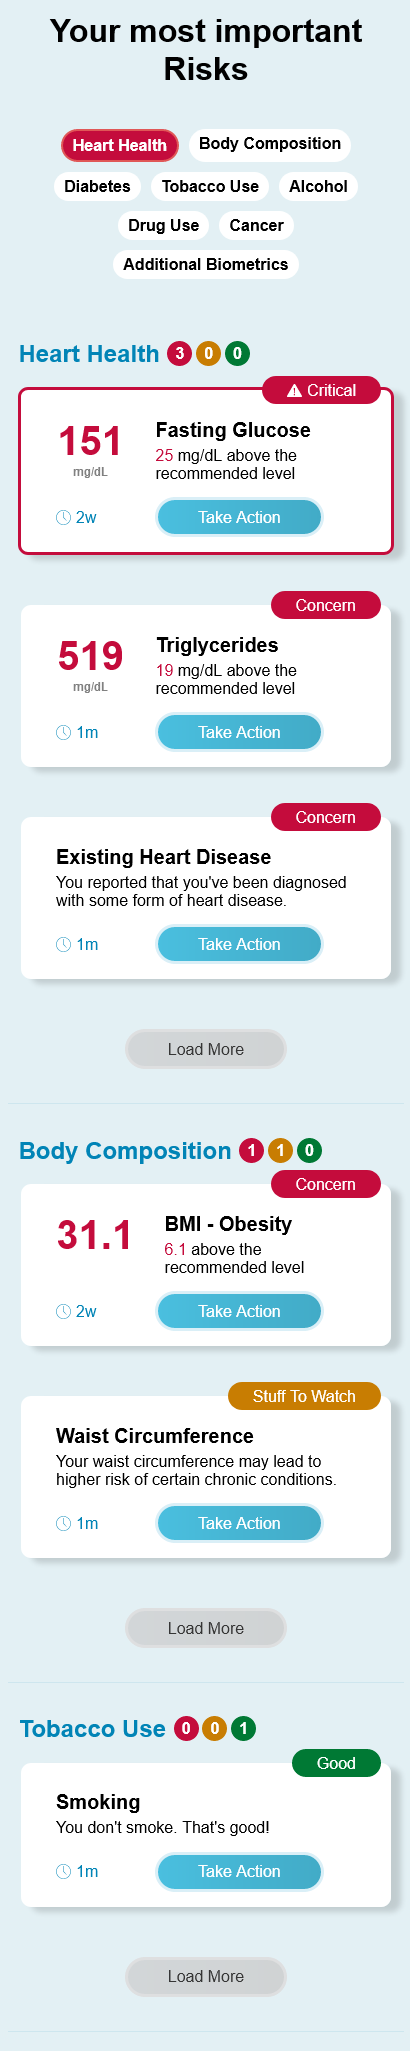 Your most important
Risks
Heart Health
Body Composition
Diabetes
Tobacco Use
Alcohol
Drug Use
Cancer
Additional Biometrics
Heart Health 3 0 0
Critical
151
mg/dL
Fasting Glucose
25 mg/dL above the
recommended level
2w
Take Action
Concern
519
mg/dL
Triglycerides
19 mg/dL above the
recommended level
1m
Take Action
Concern
Existing Heart Disease
You reported that you've been diagnosed
with some form of heart disease.
1m
Take Action
Load More
Body Composition 1 1 0
Concern
31.1
BMI - Obesity
6.1 above the
recommended level
2w
Take Action
Stuff To Watch
Waist Circumference
Your waist circumference may lead to
higher risk of certain chronic conditions.
1m
Take Action
Load More
Tobacco Use 0 0 1
Good
Smoking
You don't smoke. That's good!
1m
Take Action
Load More